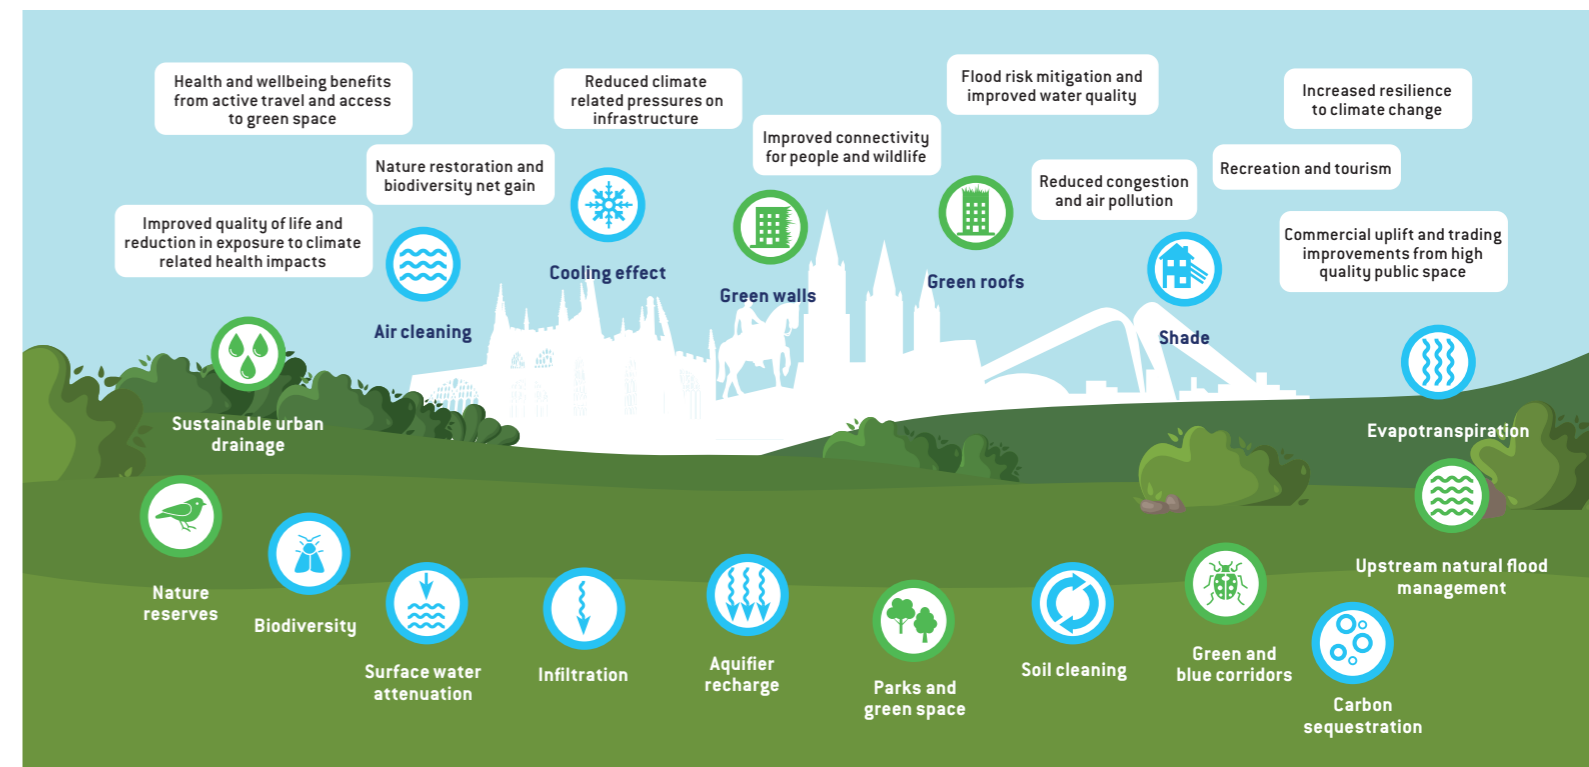 Health and wellbeing benefits
from active travel and access
to green space
Reduced climate
related pressures on
infrastructure
Flood risk mitigation and
improved water quality
Increased resilience
to climate change
Improved connectivity
for people and wildlife
Nature restoration and
biodiversity net gain
Reduced congestion
and air pollution
Recreation and tourism
Improved quality of life and
reduction in exposure to climate
related health impacts
Commercial uplift and trading
improvements from high
quality public space
Cooling effect
Green walls
Green roofs
Air cleaning
Shade
Sustainable urban
drainage
Evapotranspiration
Nature
reserves
Biodiversity
Surface water
attenuation
Infiltration
Aquifier
recharge
Parks and
green space
Soil cleaning
Green and
blue corridors
Upstream natural flood
management
Carbon
sequestration